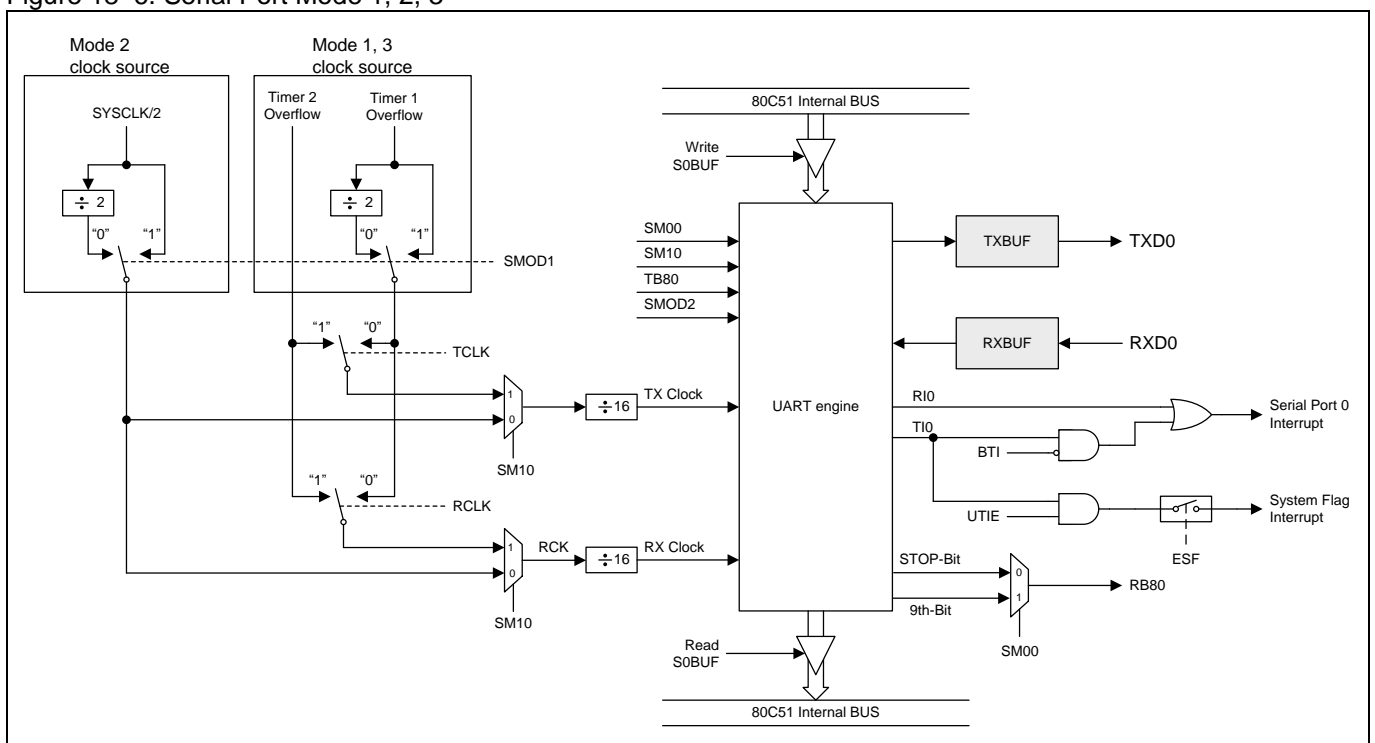 Serial Port Mode 1, 2, 3
Mode 2
clock source
Mode 1, 3
clock source
SYSCLK/2
Timer 2
Overflow
Timer 1
Overflow
÷ 2
÷ 2
"0" "1"
"0" "1"
SMOD1
"1" "0"
TCLK
1
0
SM10
÷16
TX Clock
"1" "0"
RCLK
1
0
SM10
RCK
÷16
RX Clock
80C51 Internal BUS
Write
S0BUF
SM00
SM10
TB80
SMOD2
UART engine
TXBUF
TXD0
RXBUF
RXD0
RI0
TI0
BTI
Serial Port 0
Interrupt
UTIE
ESF
System Flag
Interrupt
STOP-Bit
9th-Bit
0
1
SM00
RB80
Read
S0BUF
80C51 Internal BUS